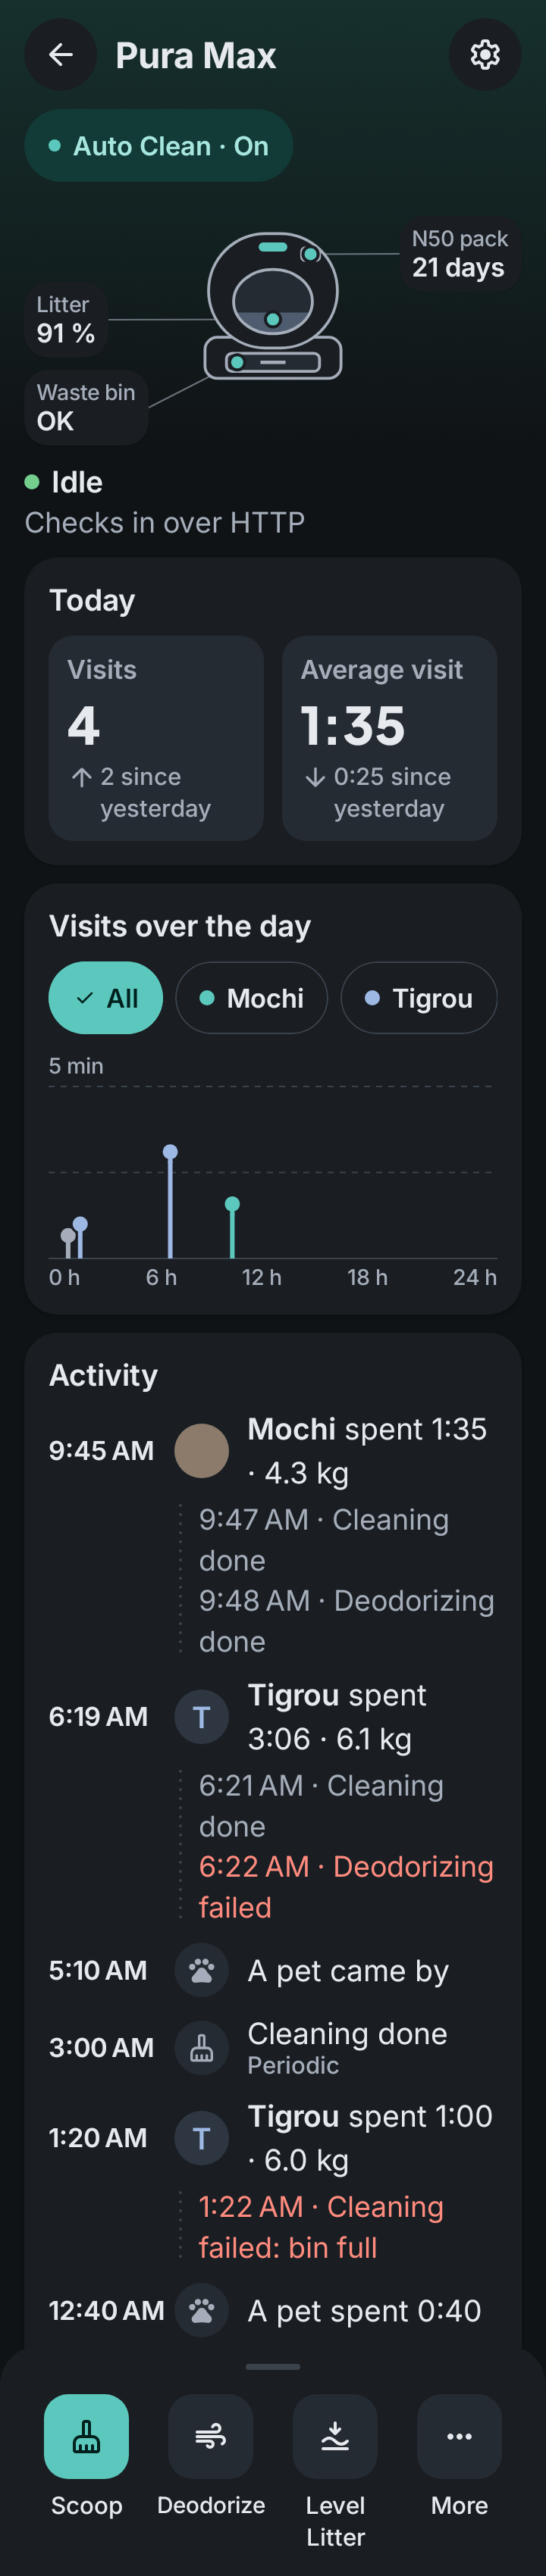 Pura Max
Auto Clean · On
N50 pack
21 days
Litter
91 %
Waste bin
OK
Idle
Checks in over HTTP
Today
Visits
4
↑ 2 since
yesterday
Average visit
1:35
↓ 0:25 since
yesterday
Visits over the day
All
Mochi
Tigrou
5 min
0 h
6 h
12 h
18 h
24 h
Activity
9:45 AM
Mochi spent 1:35
· 4.3 kg
9:47 AM · Cleaning
done
9:48 AM · Deodorizing
done
6:19 AM
T
Tigrou spent
3:06 · 6.1 kg
6:21 AM · Cleaning
done
6:22 AM · Deodorizing
failed
5:10 AM
A pet came by
3:00 AM
Cleaning done
Periodic
1:20 AM
T
Tigrou spent 1:00
· 6.0 kg
1:22 AM · Cleaning
failed: bin full
12:40 AM
A pet spent 0:40
Scoop
Deodorize
Level
Litter
More